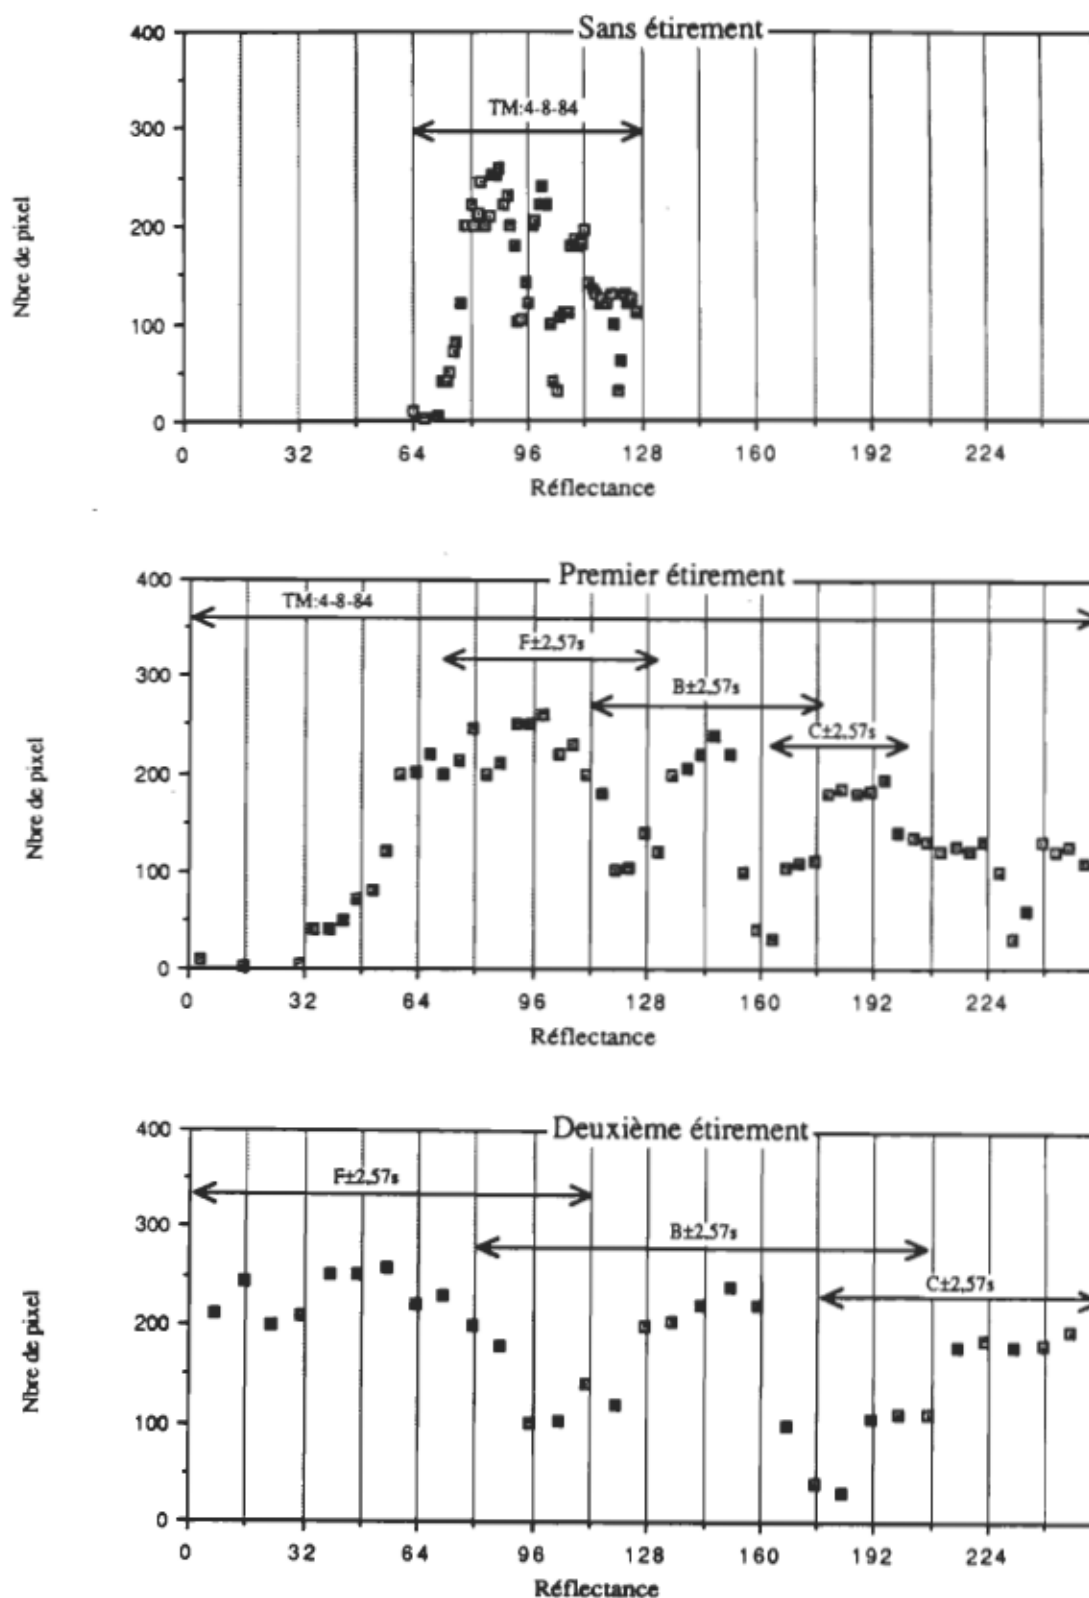 Sans étirement
400
TM:4-8-84
300
200
100
0
Nbre de pixel
0 32 64 96 128 160 192 224
Réflectance
Premier étirement
400
TM:4-8-84
F±2,57s
300
B±2,57s
C±2,57s
200
100
0
Nbre de pixel
0 32 64 96 128 160 192 224
Réflectance
Deuxième étirement
400
F±2,57s
300
B±2,57s
C±2,57s
200
100
0
Nbre de pixel
0 32 64 96 128 160 192 224
Réflectance